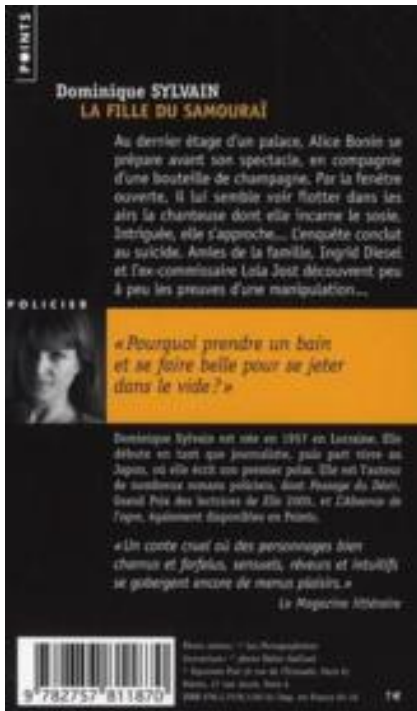 POINTS
Dominique SYLVAIN
LA FILLE DU SAMOURAÏ
Au dernier étage d'un palace, Alice Bonin se
prépare avant son spectacle, en compagnie
d'une bouteille de champagne. Par la fenêtre
ouverte, il lui semble voir flotter dans les
airs la chanteuse dont elle incarne le sosie.
Intriguée, elle s'approche... L'enquête conclut
au suicide. Amies de la famille, Ingrid Diesel
et l'ex-commissaire Lola Jost découvrent peu
à peu les preuves d'une manipulation...
POLICIER
« Pourquoi prendre un bain
et se faire belle pour se jeter
dans le vide ? »
Dominique Sylvain est née en 1957 en Lorraine. Elle
débute en tant que journaliste, puis part vivre au
Japon, où elle écrit son premier polar. Elle est l'auteur
de nombreux romans policiers, dont Passage du Désir,
Grand Prix des lectrices de Elle 2005, et L'Absence de
l'ogre, également disponibles en Points.
« Un conte cruel où des personnages bien
charnus et farfelus, sensuels, rêveurs et intuitifs
se gobergent encore de menus plaisirs. »
Le Magazine littéraire
9 782757 811870
7€